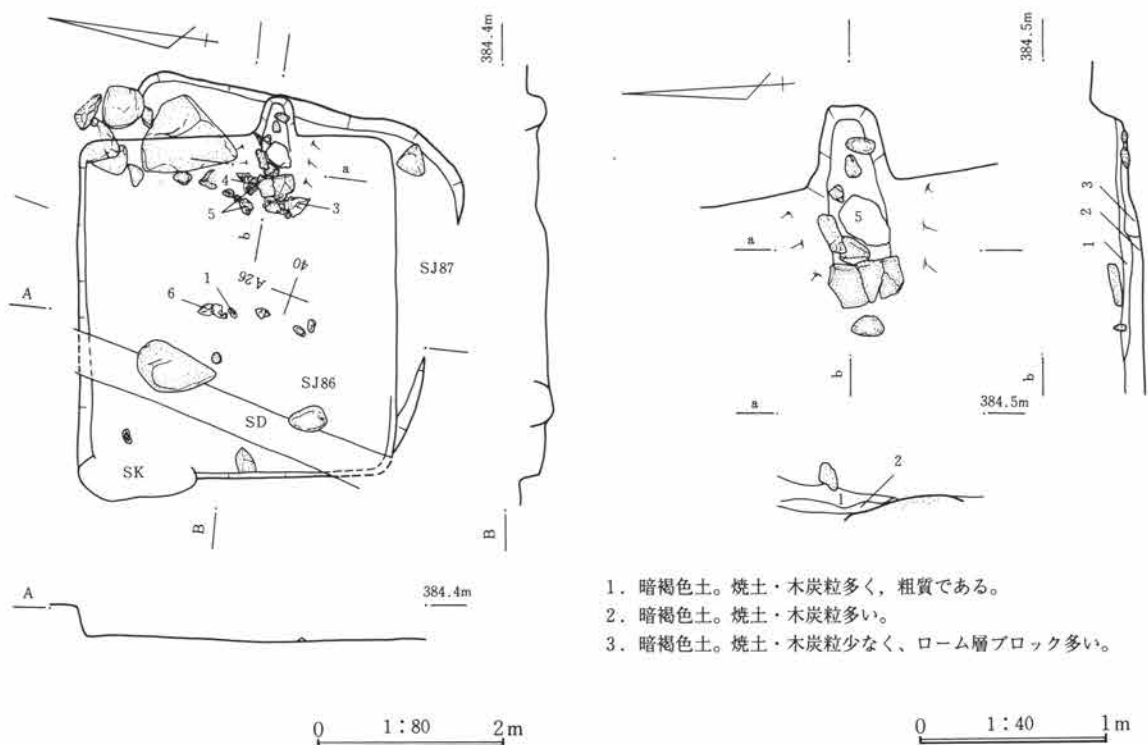 384.4m
a
4
5
3
b
A26
40
SJ87
1
6
A
SJ86
SD
SK
B
B
A
384.4m
0 1:80 2m
384.5m
5
a
3
2
1
b
b
a
384.5m
2
1
1. 暗褐色土。焼土・木炭粒多く，粗質である。
2. 暗褐色土。焼土・木炭粒多い。
3. 暗褐色土。焼土・木炭粒少なく、ローム層ブロック多い。
0 1:40 1m